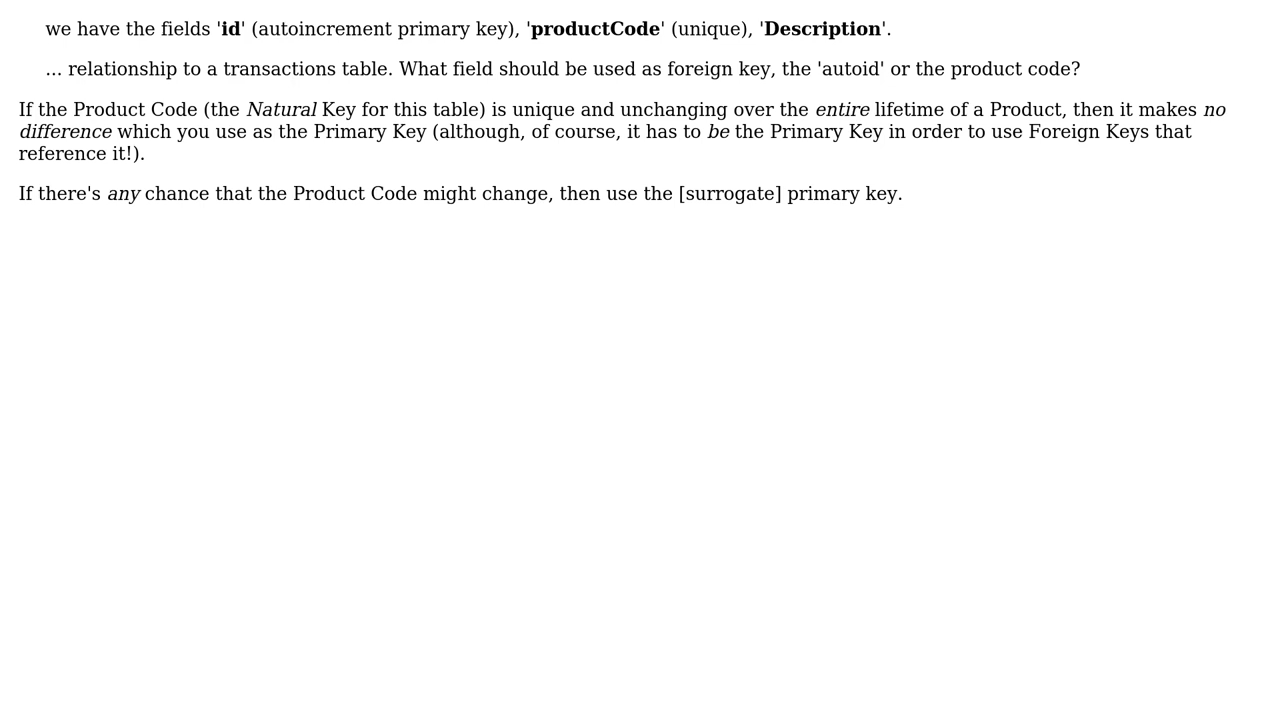 we have the fields 'id' (autoincrement primary key), 'productCode' (unique), 'Description'.
... relationship to a transactions table. What field should be used as foreign key, the 'autoid' or the product code?
If the Product Code (the Natural Key for this table) is unique and unchanging over the entire lifetime of a Product, then it makes no
difference which you use as the Primary Key (although, of course, it has to be the Primary Key in order to use Foreign Keys that
reference it!).
If there's any chance that the Product Code might change, then use the [surrogate] primary key.